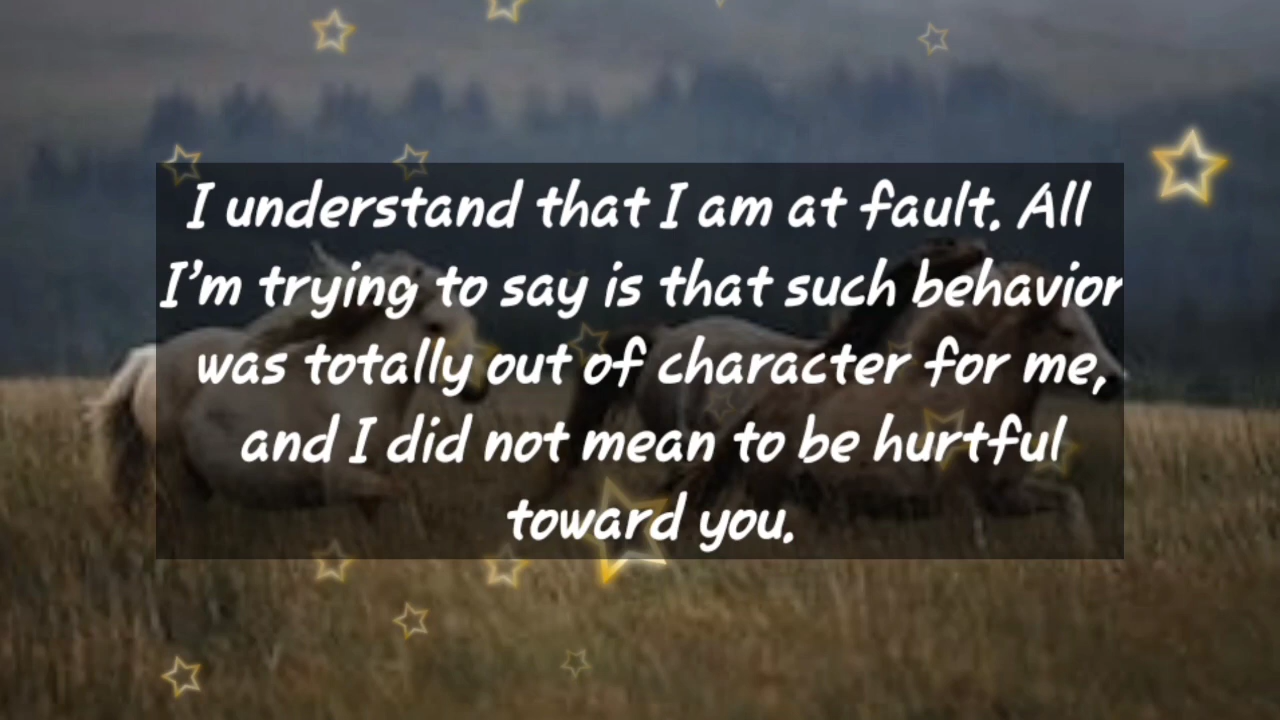 I understand that I am at fault. All
I’m trying to say is that such behavior
was totally out of character for me,
and I did not mean to be hurtful
toward you.